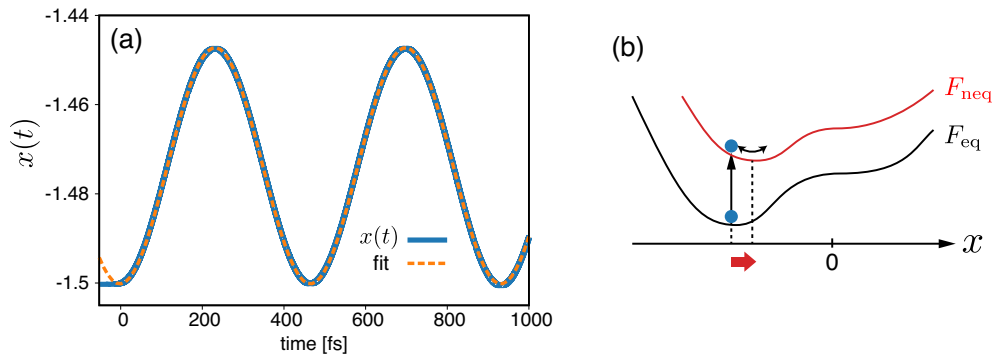 (a)
-1.44
-1.46
-1.48
-1.5
x(t)
x(t)
fit
0
200
400
600
800
1000
time [fs]
(b)
F_neq
F_eq
x
0